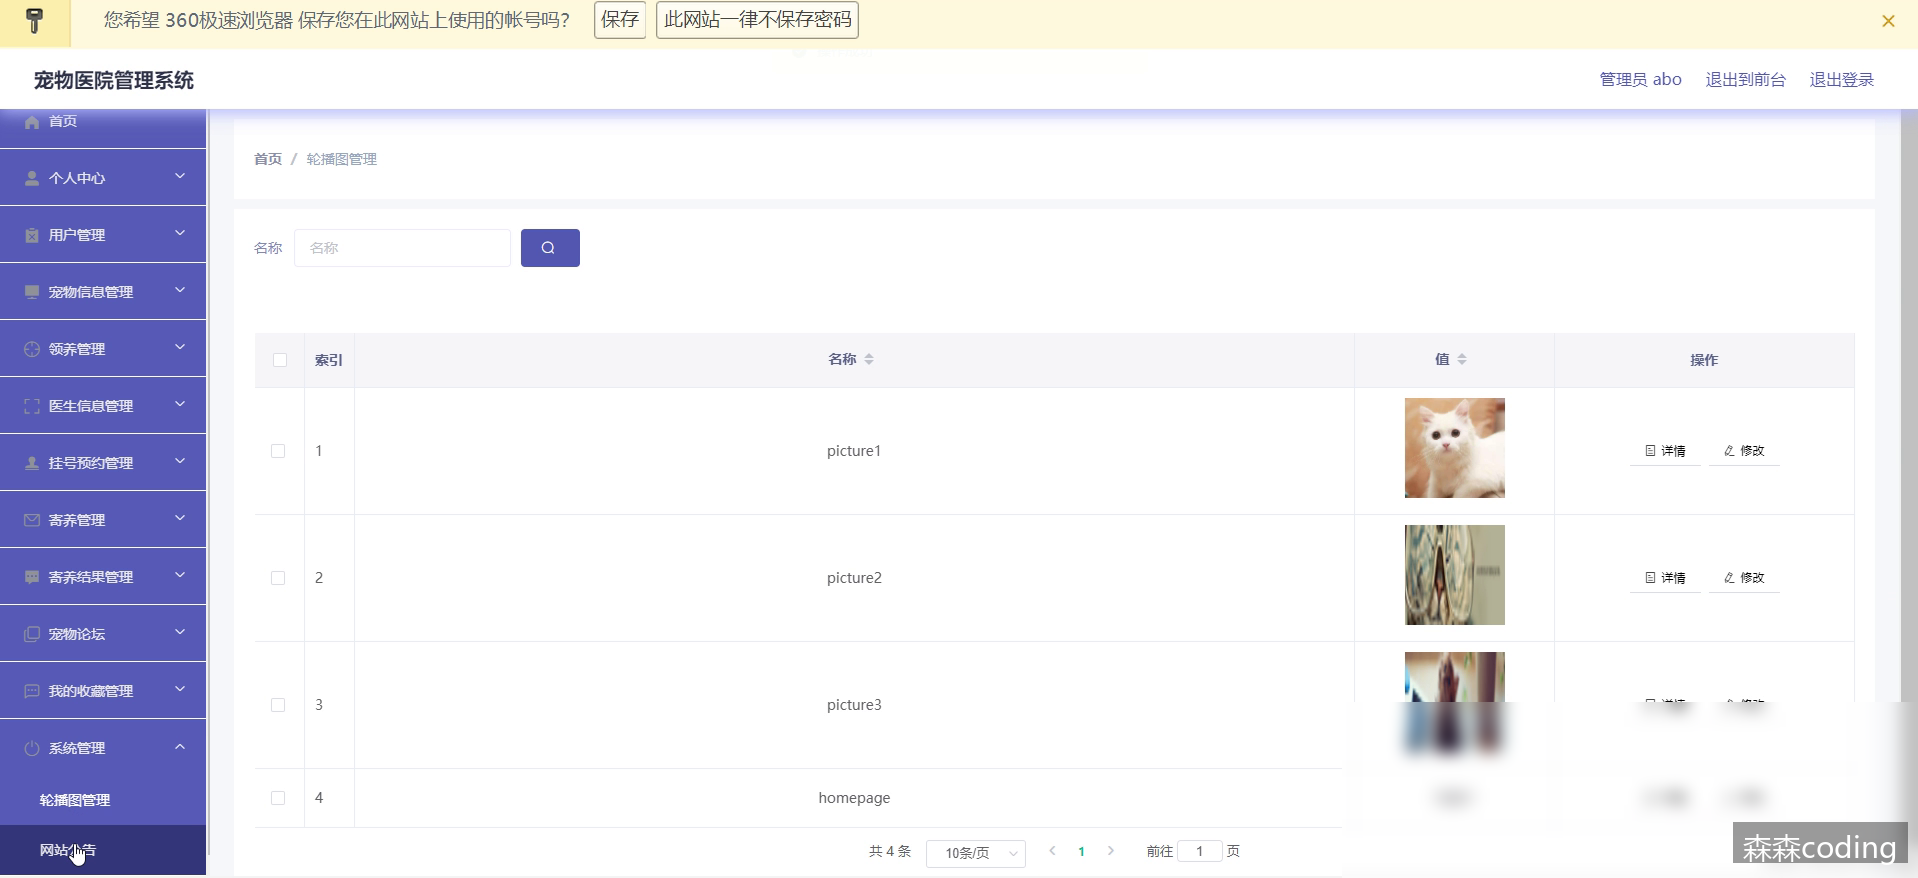 您希望 360极速浏览器 保存您在此网站上使用的帐号吗？ 保存 此网站一律不保存密码
宠物医院管理系统 管理员 abo 退出到前台 退出登录
首页
个人中心
用户管理
宠物信息管理
领养管理
医生信息管理
挂号预约管理
寄养管理
寄养结果管理
宠物论坛
我的收藏管理
系统管理
轮播图管理
首页 / 轮播图管理
名称 名称
索引 名称 值 操作
1 picture1 详情 修改
2 picture2 详情 修改
3 picture3
4 homepage
共 4 条 10条/页 1 前往 1 页
森森coding